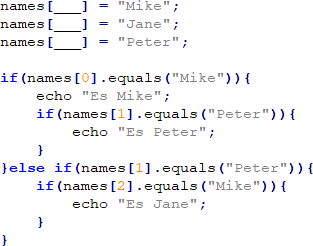 names[___] = "Mike";
names[___] = "Jane";
names[___] = "Peter";

if(names[0].equals("Mike")){
    echo "Es Mike";
    if(names[1].equals("Peter")){
        echo "Es Peter";
    }
}else if(names[1].equals("Peter")){
    if(names[2].equals("Mike"){
        echo "Es Jane";
    }
}